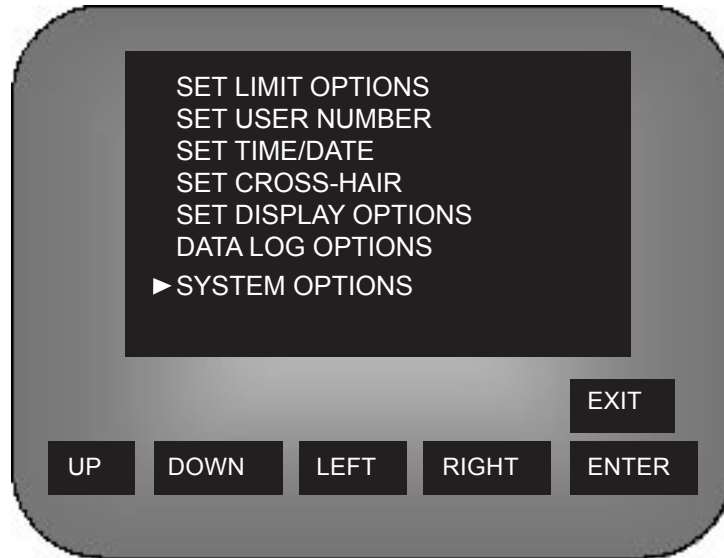 SET LIMIT OPTIONS
SET USER NUMBER
SET TIME/DATE
SET CROSS-HAIR
SET DISPLAY OPTIONS
DATA LOG OPTIONS
►SYSTEM OPTIONS
EXIT
UP DOWN LEFT RIGHT ENTER